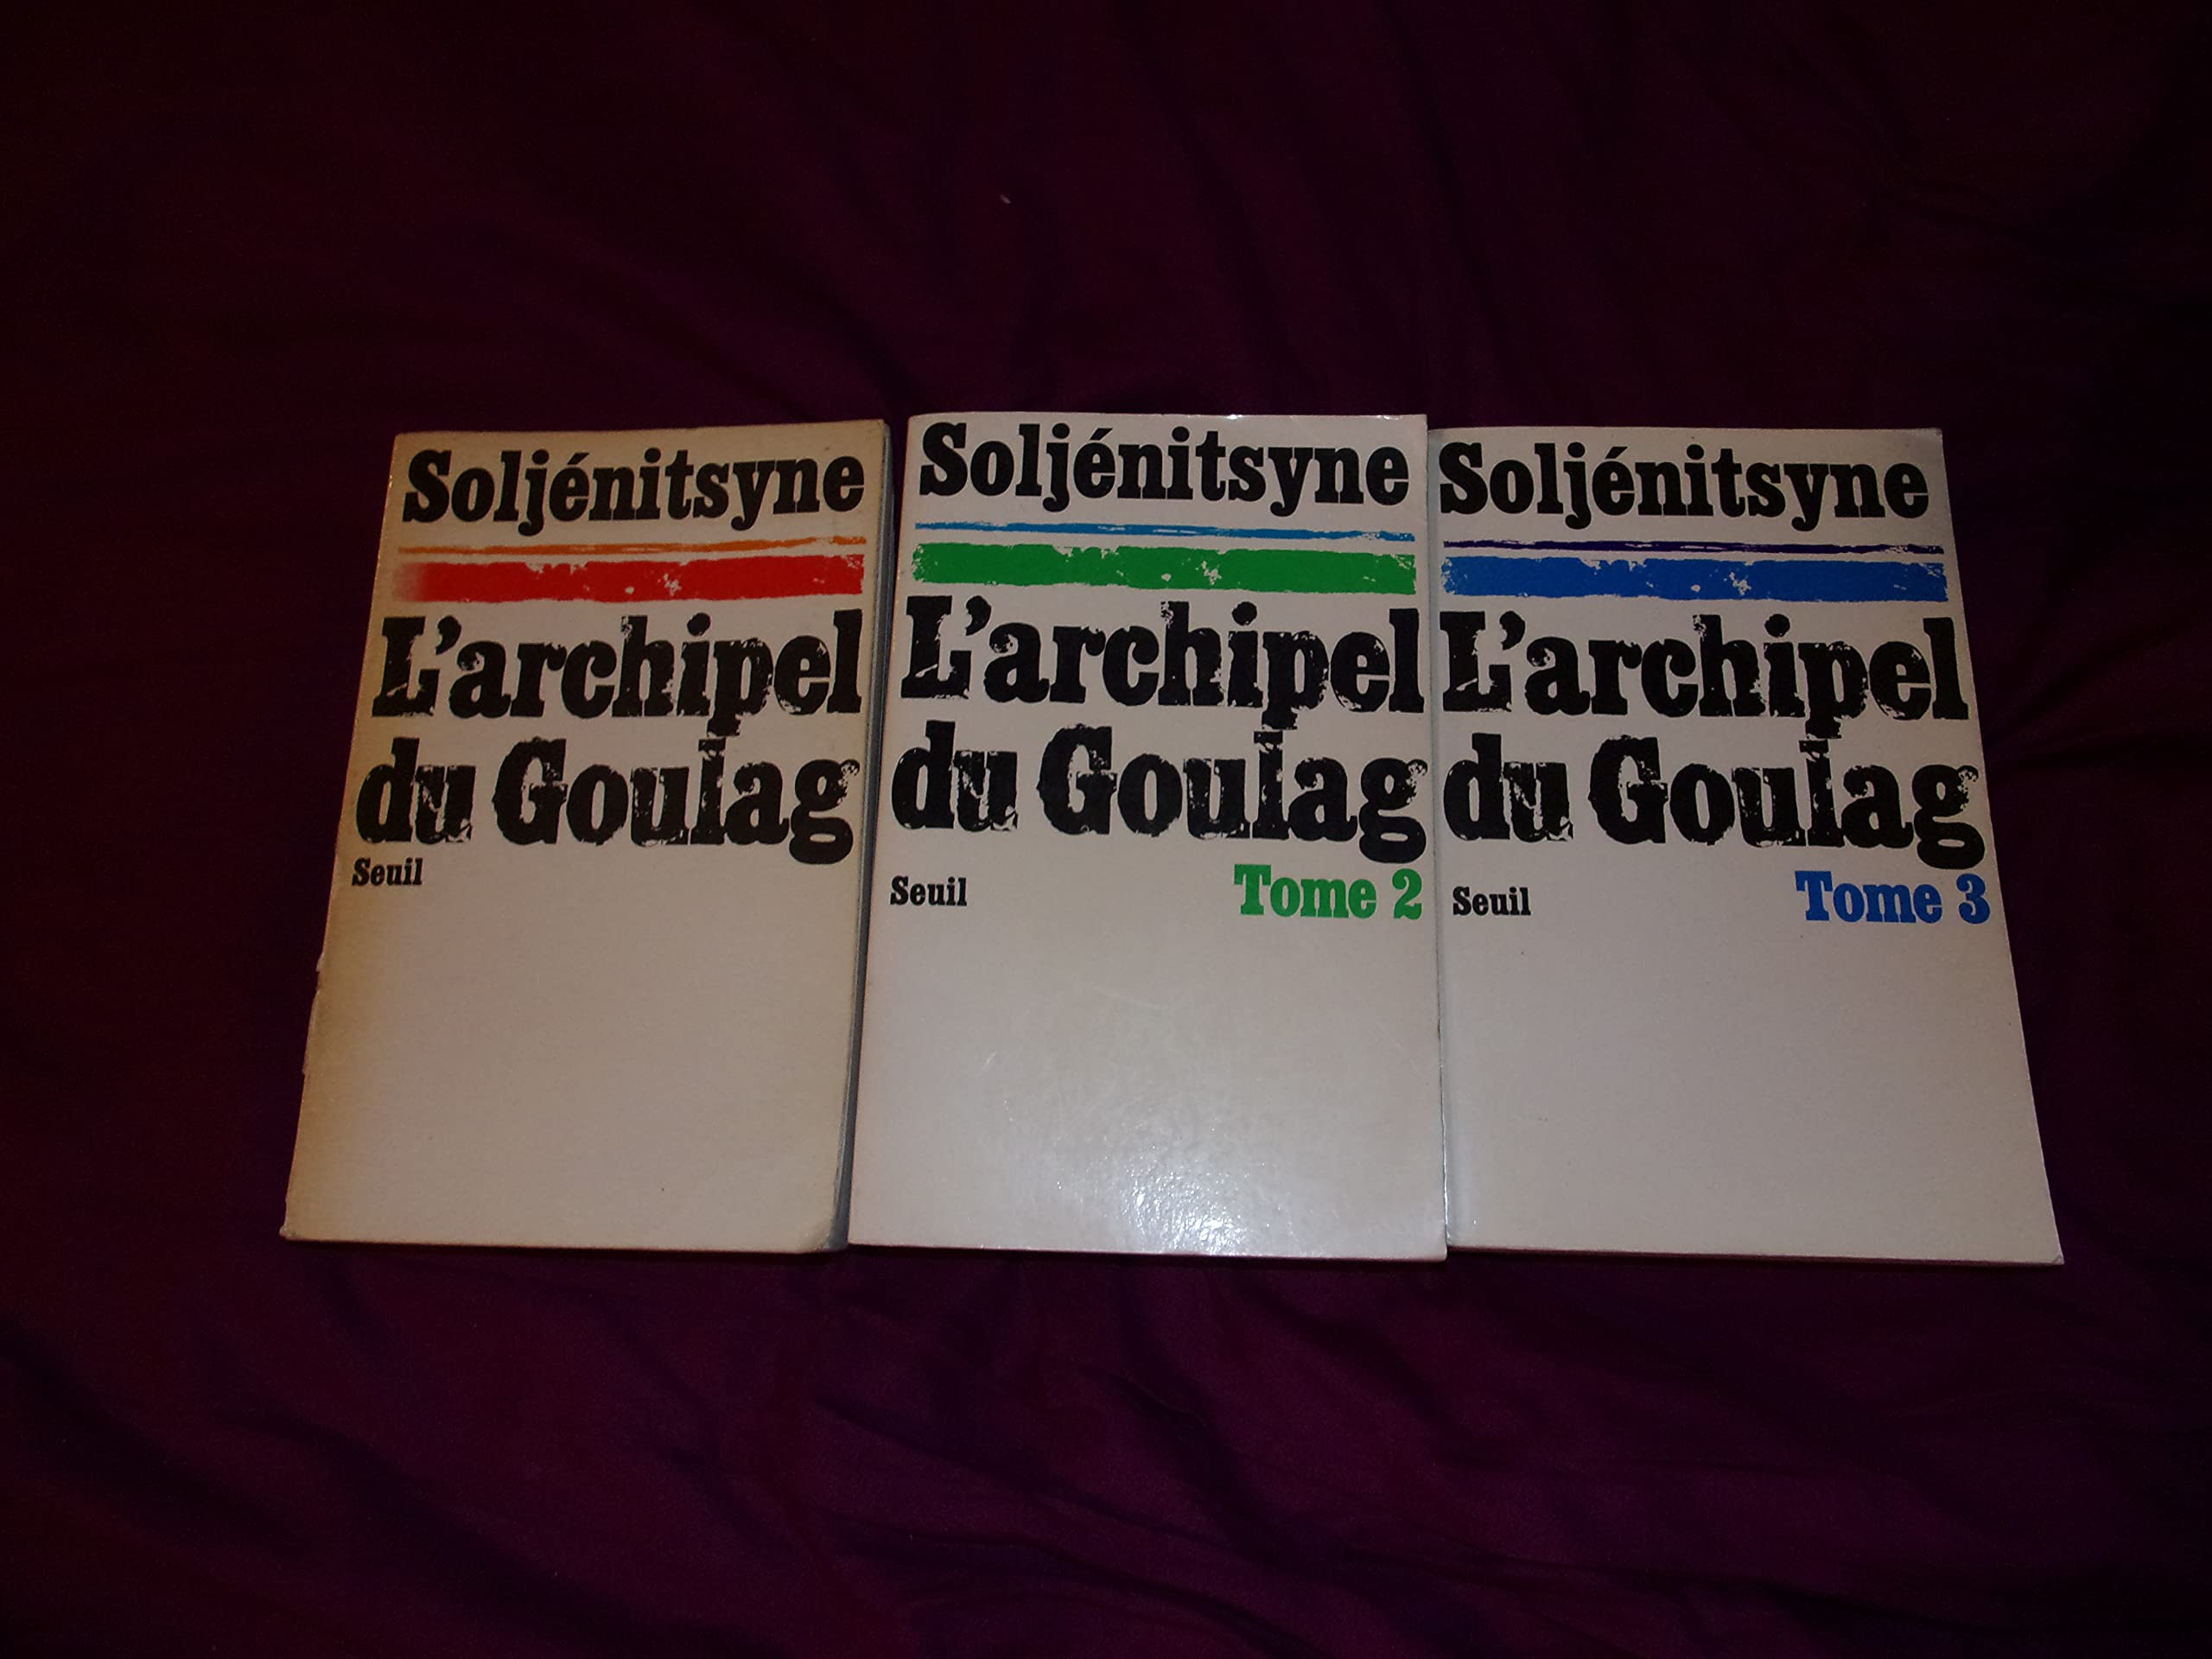 Soljénitsyne
L'archipel
du Goulag
Seuil
Soljénitsyne
L'archipel
du Goulag
Seuil Tome 2
Soljénitsyne
L'archipel
du Goulag
Seuil Tome 3